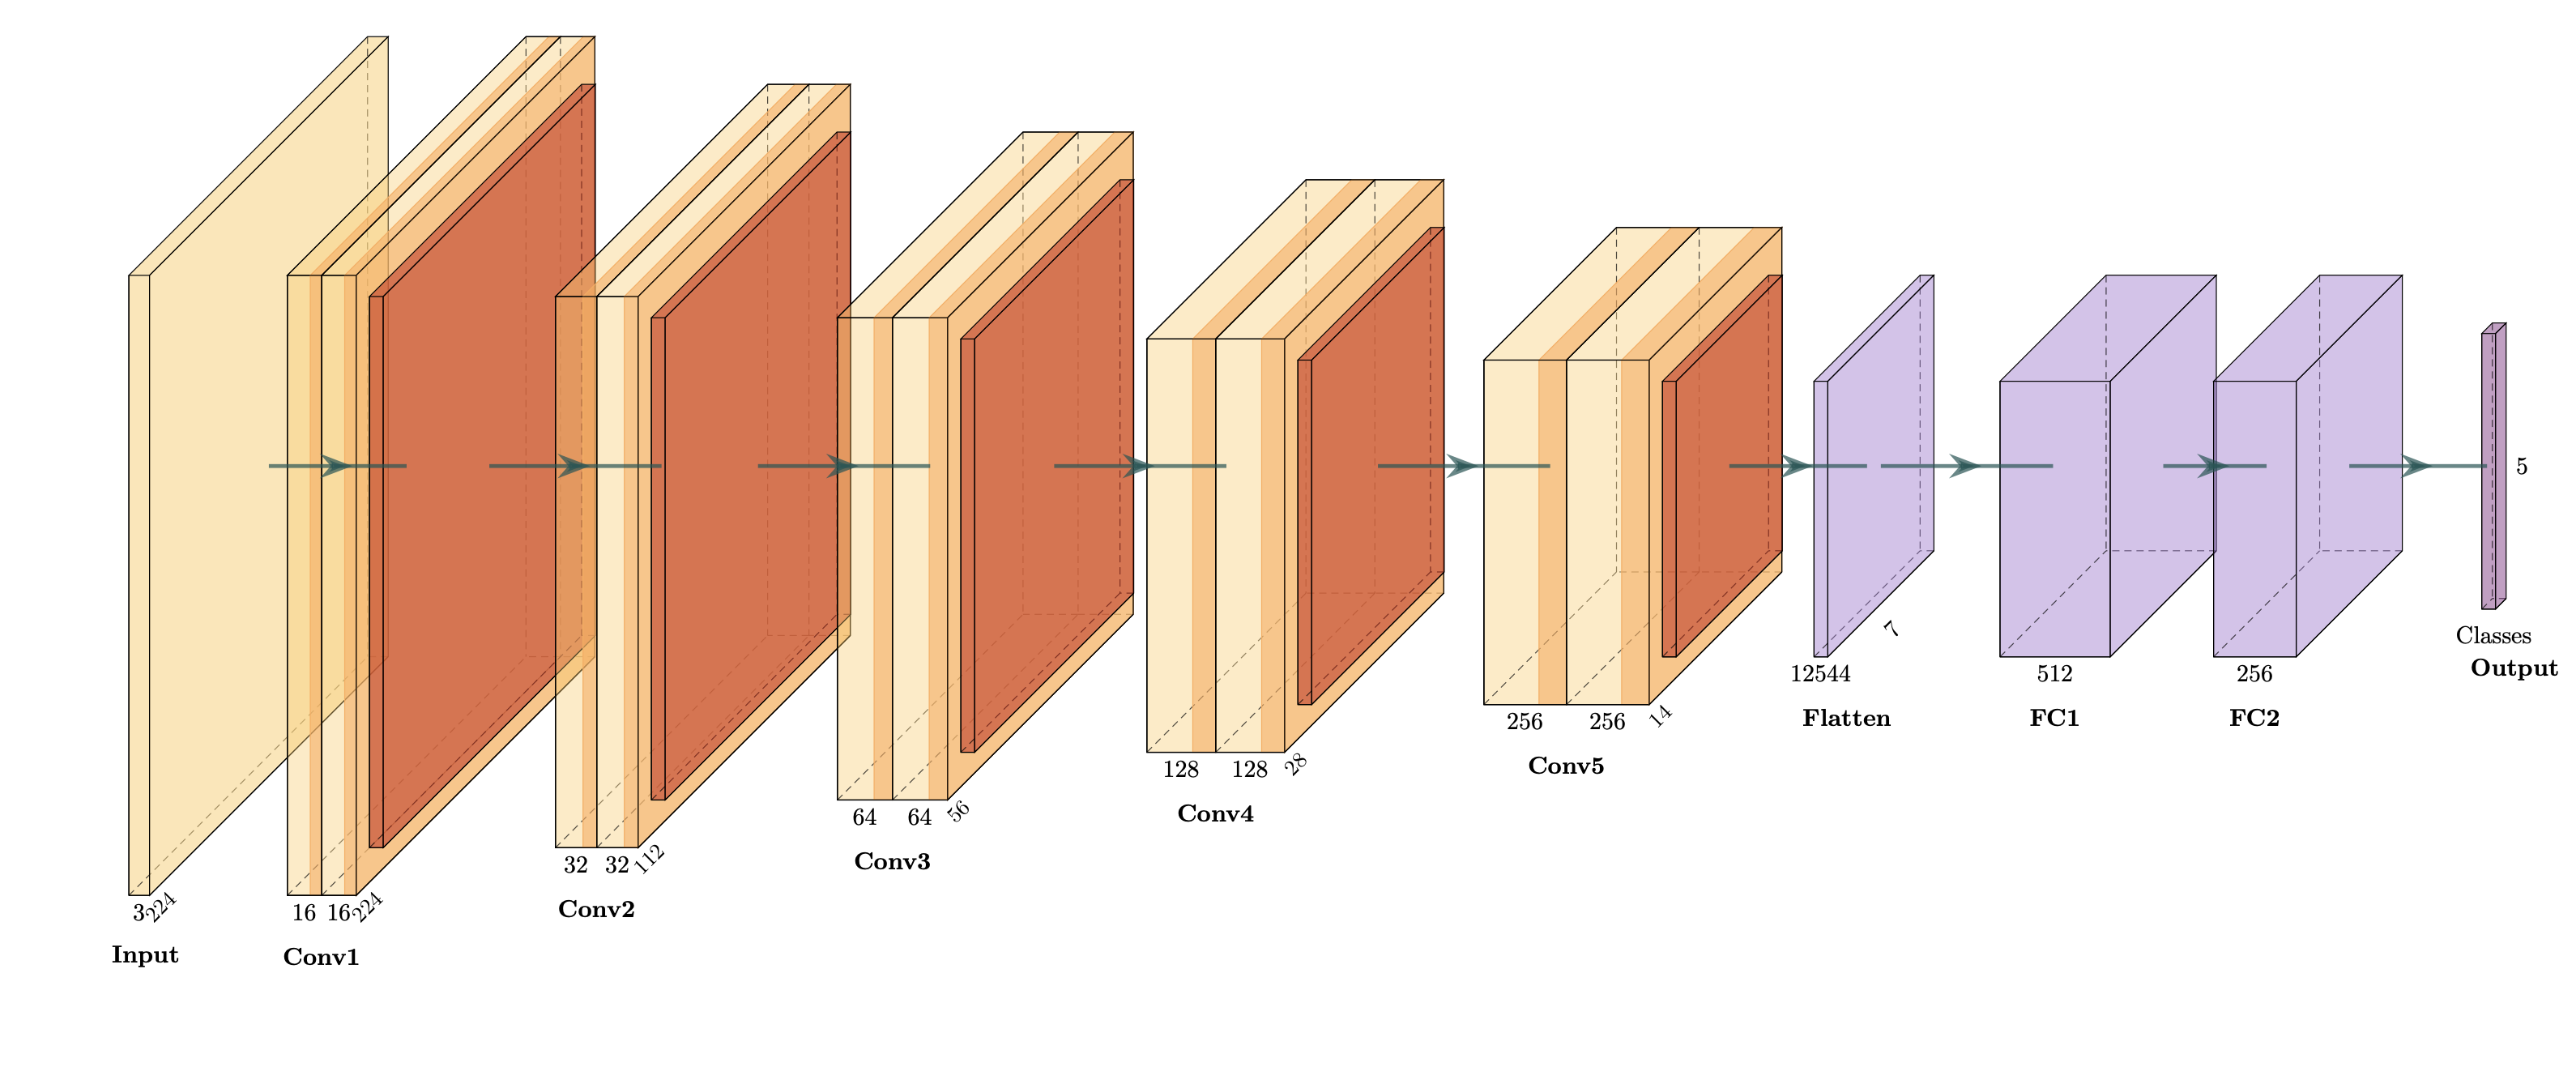 3 224
Input
16 16 224
Conv1
32 32 112
Conv2
64 64 56
Conv3
128 128 28
Conv4
256 256 14
Conv5
12544 7
Flatten
512
FC1
256
FC2
5
Classes
Output